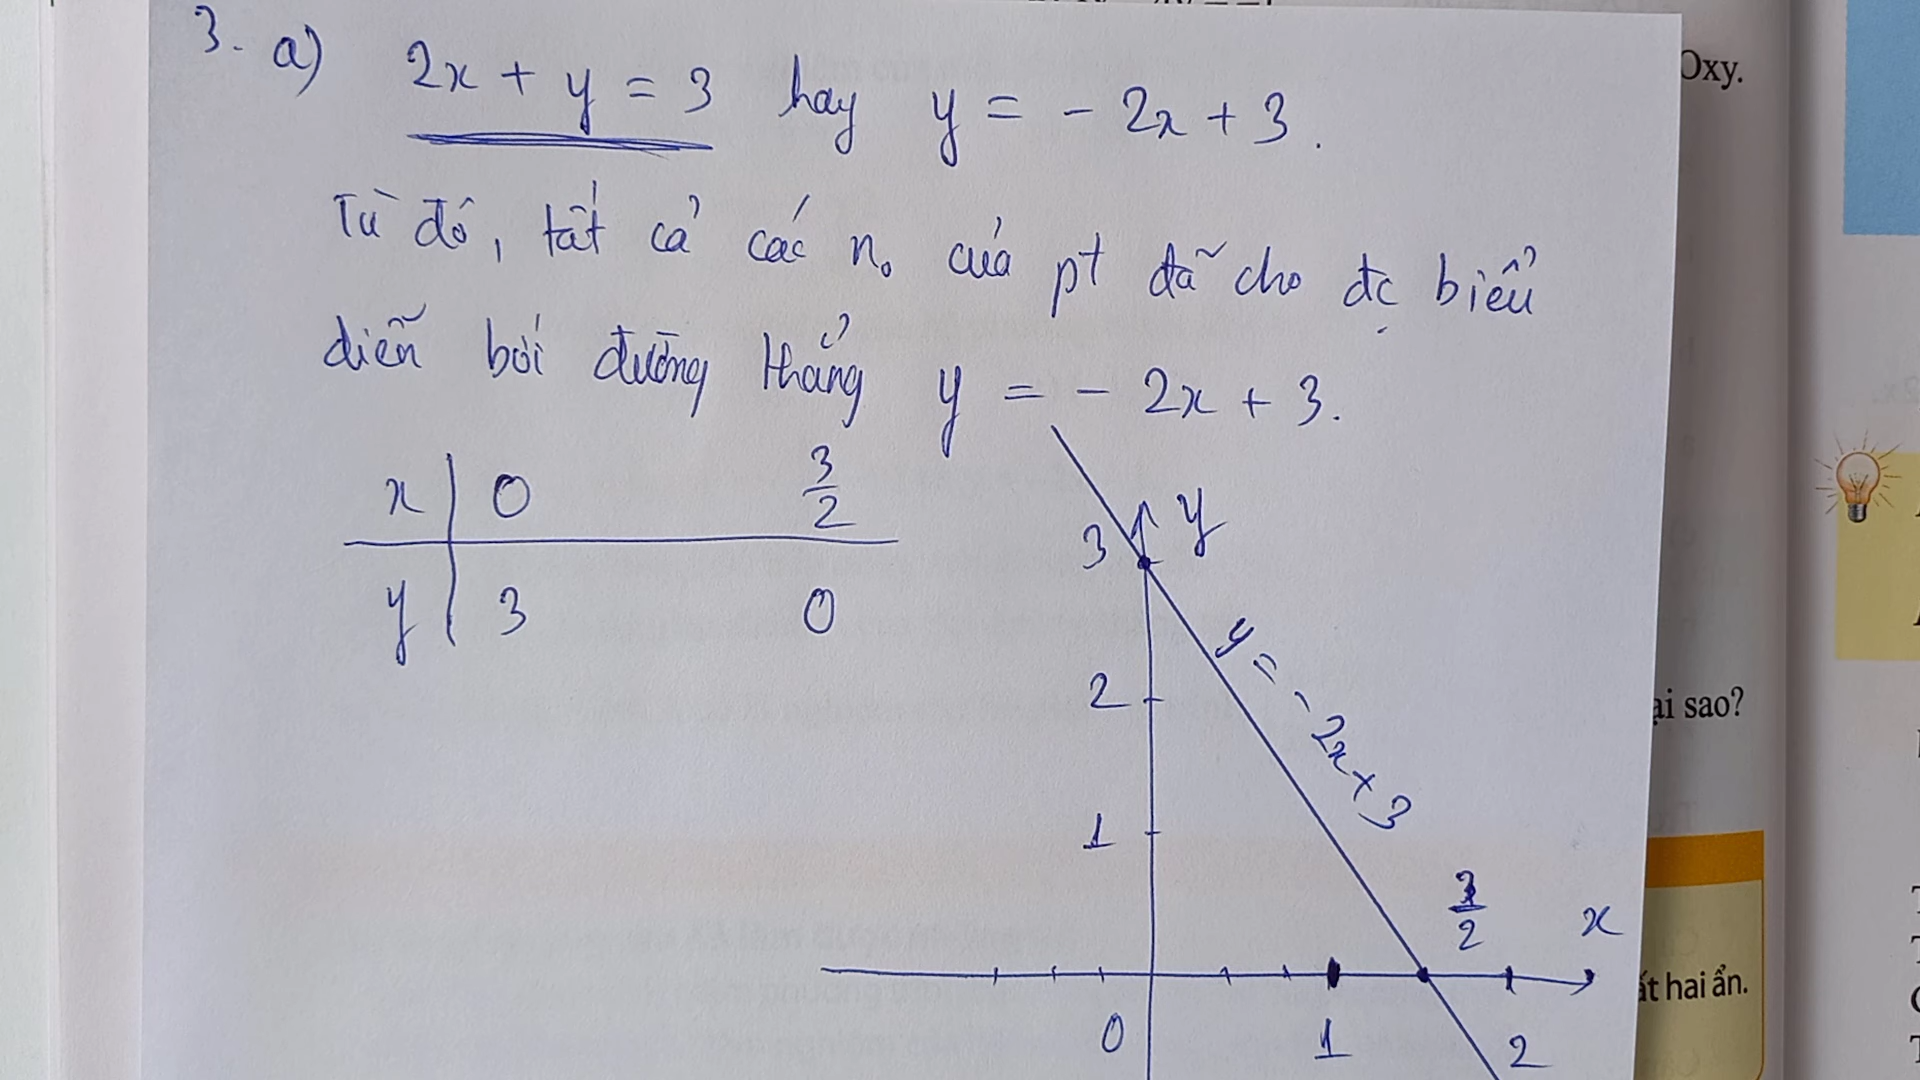 Oxy.
3. a) 2x + y = 3 hay y = - 2x + 3.
Từ đó, tất cả các n₀ của pt đã cho đc biểu
diễn bởi đường thẳng y = - 2x + 3.
x | 0 3/2
y | 3 0
y
3
2
1
y = - 2x + 3
3/2
x
0 1 2
ại sao?
ất hai ẩn.